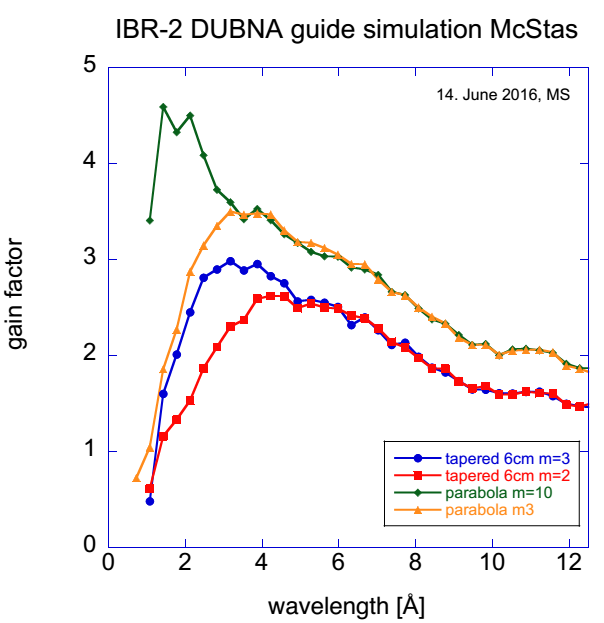 IBR-2 DUBNA guide simulation McStas
14. June 2016, MS
5
4
3
2
1
0
gain factor
0 2 4 6 8 10 12
wavelength [Å]
tapered 6cm m=3
tapered 6cm m=2
parabola m=10
parabola m3